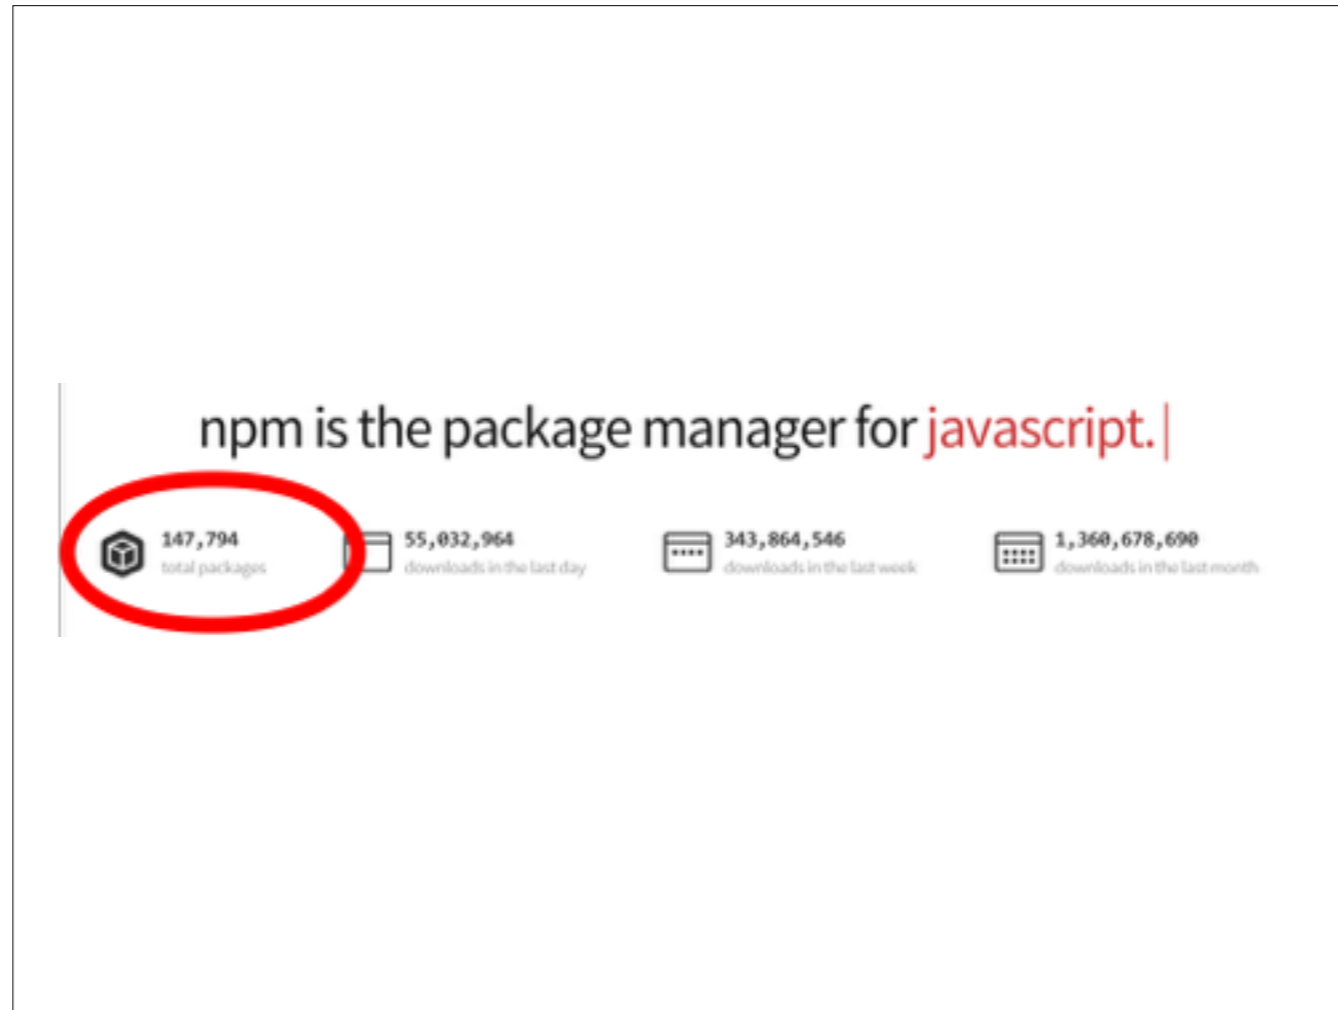 npm is the package manager for javascript.
147,794
total packages
55,032,964
downloads in the last day
343,864,546
downloads in the last week
1,360,678,690
downloads in the last month